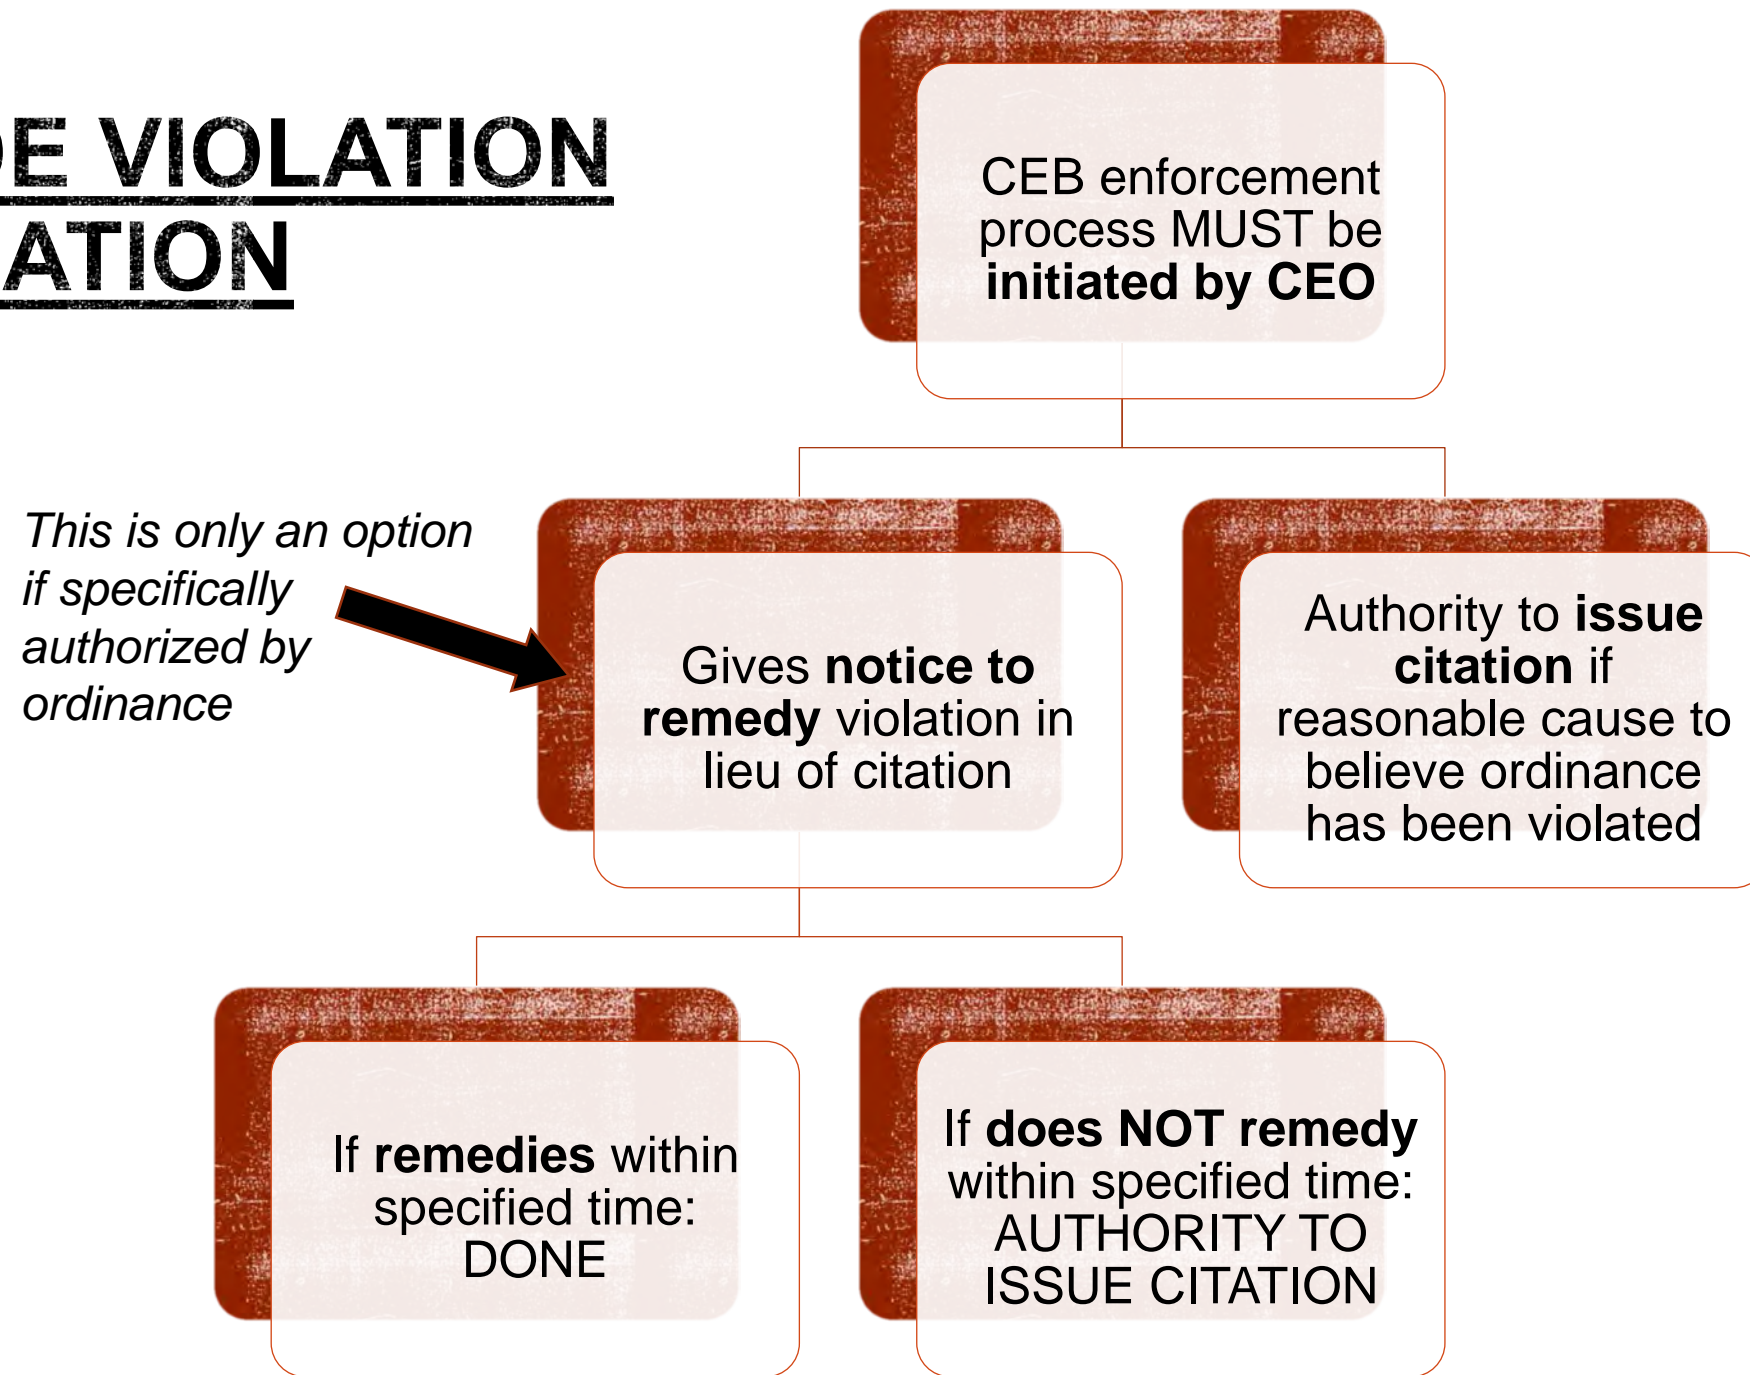 DE VIOLATION
ATION
CEB enforcement
process MUST be
initiated by CEO
This is only an option
if specifically
authorized by
ordinance
Gives notice to
remedy violation in
lieu of citation
Authority to issue
citation if
reasonable cause to
believe ordinance
has been violated
If remedies within
specified time:
DONE
If does NOT remedy
within specified time:
AUTHORITY TO
ISSUE CITATION